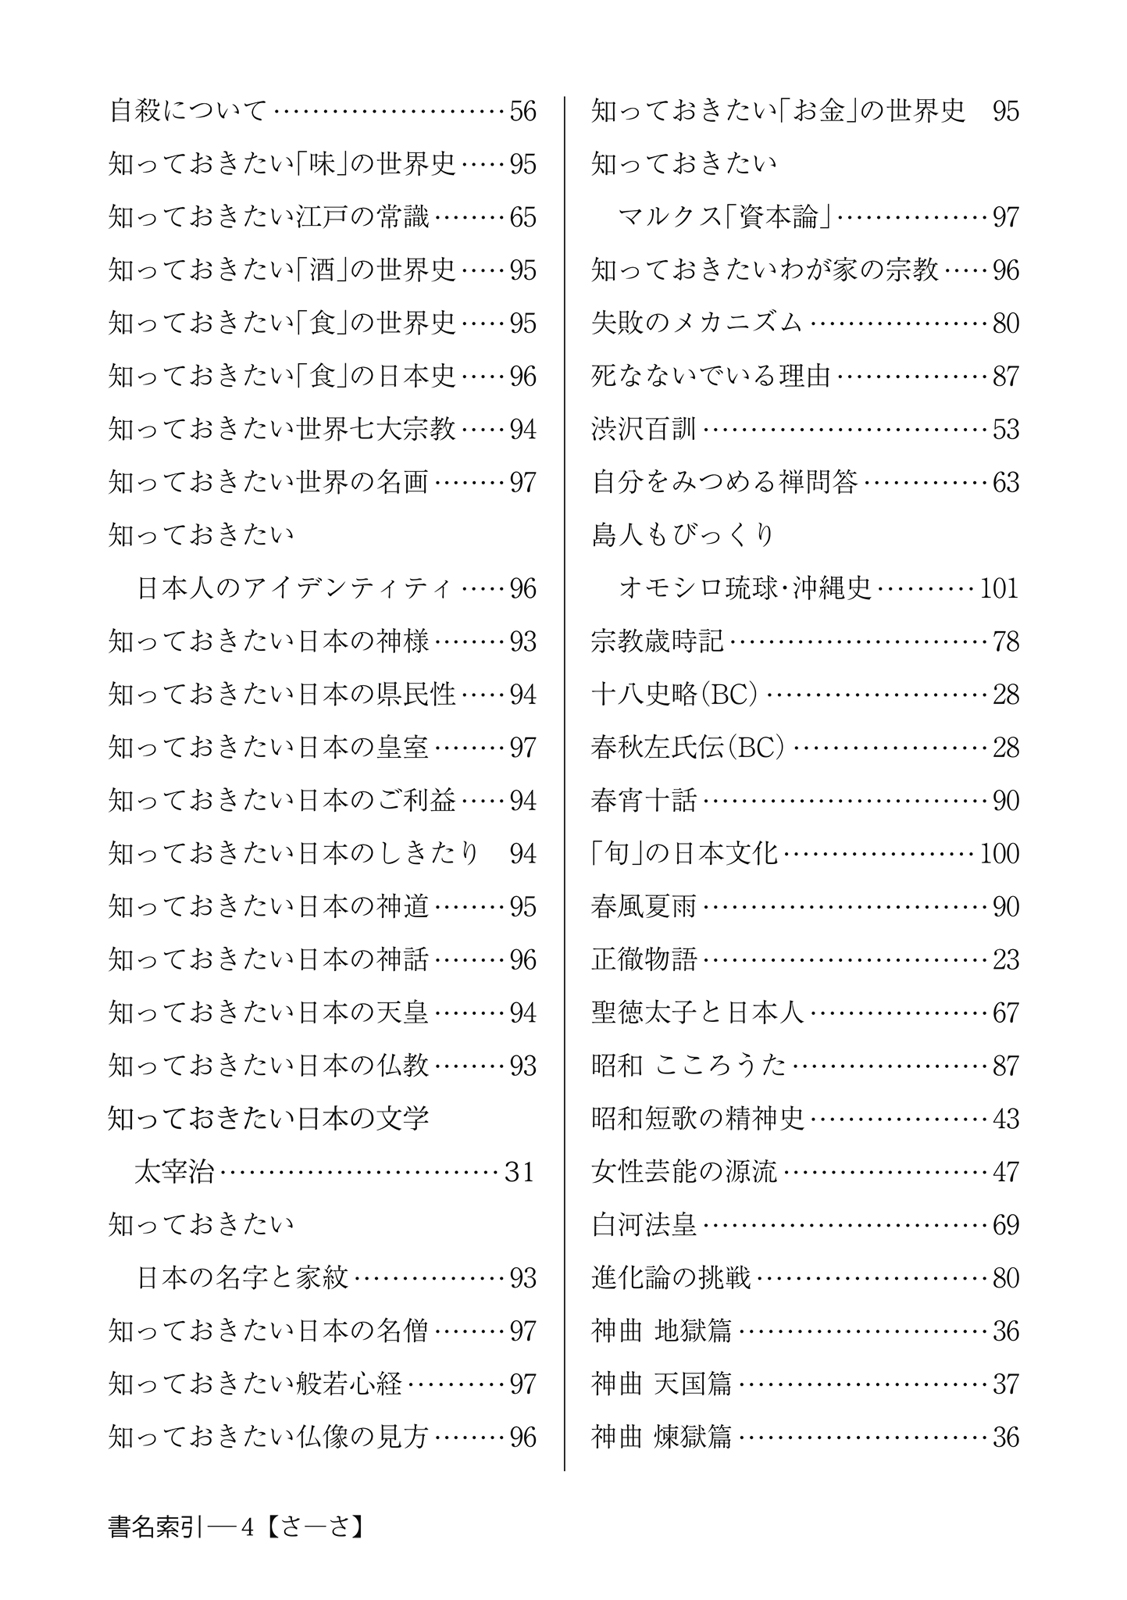 自殺について……………………56
知っておきたい「味」の世界史……95
知っておきたい江戸の常識………65
知っておきたい「酒」の世界史……95
知っておきたい「食」の世界史……95
知っておきたい「食」の日本史……96
知っておきたい世界七大宗教……94
知っておきたい世界の名画………97
知っておきたい
　日本人のアイデンティティ……96
知っておきたい日本の神様………93
知っておきたい日本の県民性……94
知っておきたい日本の皇室………97
知っておきたい日本のご利益……94
知っておきたい日本のしきたり　94
知っておきたい日本の神道………95
知っておきたい日本の神話………96
知っておきたい日本の天皇………94
知っておきたい日本の仏教………93
知っておきたい日本の文学
　太宰治…………………………31
知っておきたい
　日本の名字と家紋……………93
知っておきたい日本の名僧………97
知っておきたい般若心経…………97
知っておきたい仏像の見方………96
知っておきたい「お金」の世界史　95
知っておきたい
　マルクス「資本論」……………97
知っておきたいわが家の宗教……96
失敗のメカニズム………………80
死なないでいる理由……………87
渋沢百訓…………………………53
自分をみつめる禅問答…………63
島人もびっくり
　オモシロ琉球・沖縄史…………101
宗教歳時記………………………78
十八史略（BC）…………………28
春秋左氏伝（BC）………………28
春宵十話…………………………90
「旬」の日本文化…………………100
春風夏雨…………………………90
正徹物語…………………………23
聖徳太子と日本人………………67
昭和 こころうた…………………87
昭和短歌の精神史………………43
女性芸能の源流…………………47
白河法皇…………………………69
進化論の挑戦……………………80
神曲 地獄篇………………………36
神曲 天国篇………………………37
神曲 煉獄篇………………………36
書名索引―4【さ―さ】